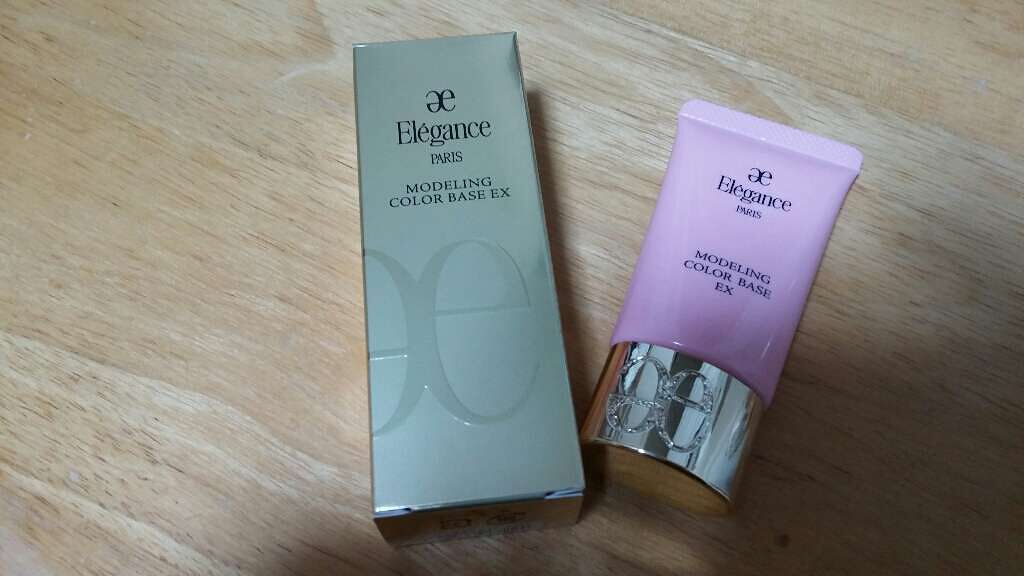 æ
Elégance
PARIS
MODELING
COLOR BASE EX
æ
æ
Elégance
PARIS
MODELING
COLOR BASE
EX